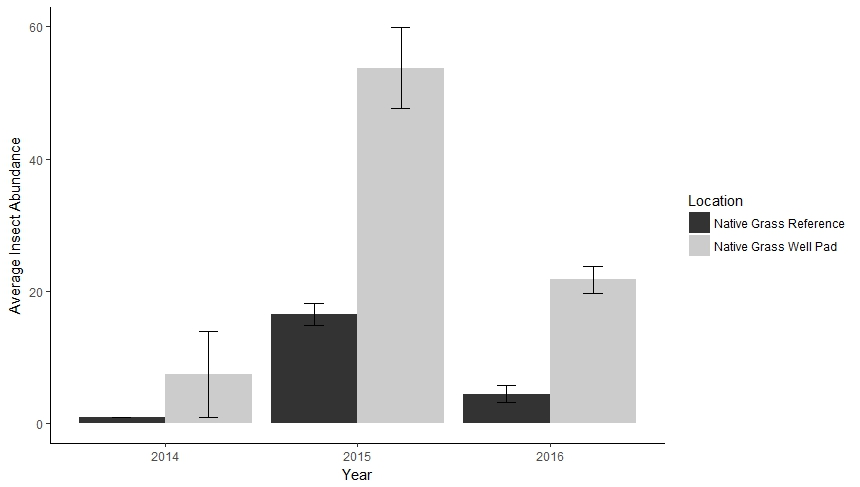 60
40
20
0
Average Insect Abundance
2014
2015
2016
Year
Location
Native Grass Reference
Native Grass Well Pad